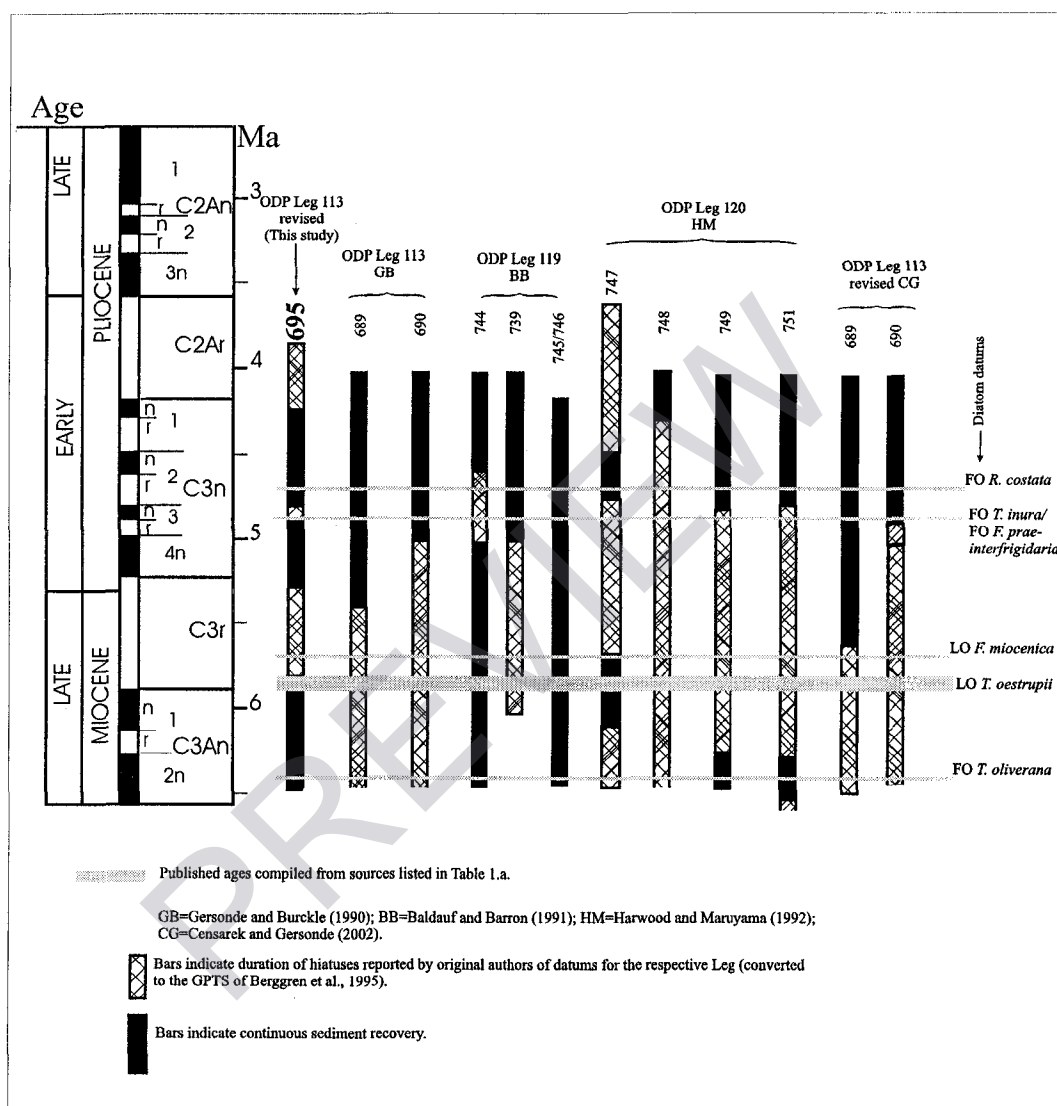 Age
Ma
LATE
EARLY
LATE
PLIOCENE
MIOCENE
1
r C2An
n 2
r
3n
C2Ar
n 1
r
n
r 2 C3n
n 3
r
4n
C3r
n 1
r C3An
2n
3
4
5
6
ODP Leg 113
revised
(This study)
695
ODP Leg 113
GB
689
690
ODP Leg 119
BB
744
739
745/746
ODP Leg 120
HM
747
748
749
751
ODP Leg 113
revised CG
689
690
Diatom datums
FO R. costata
FO T. inura/
FO F. prae-
interfrigidaria
LO F. miocenica
LO T. oestrupii
FO T. oliverana
Published ages compiled from sources listed in Table 1.a.
GB=Gersonde and Burckle (1990); BB=Baldauf and Barron (1991); HM=Harwood and Maruyama (1992);
CG=Censarek and Gersonde (2002).
Bars indicate duration of hiatuses reported by original authors of datums for the respective Leg (converted
to the GPTS of Berggren et al., 1995).
Bars indicate continuous sediment recovery.
PREVIEW